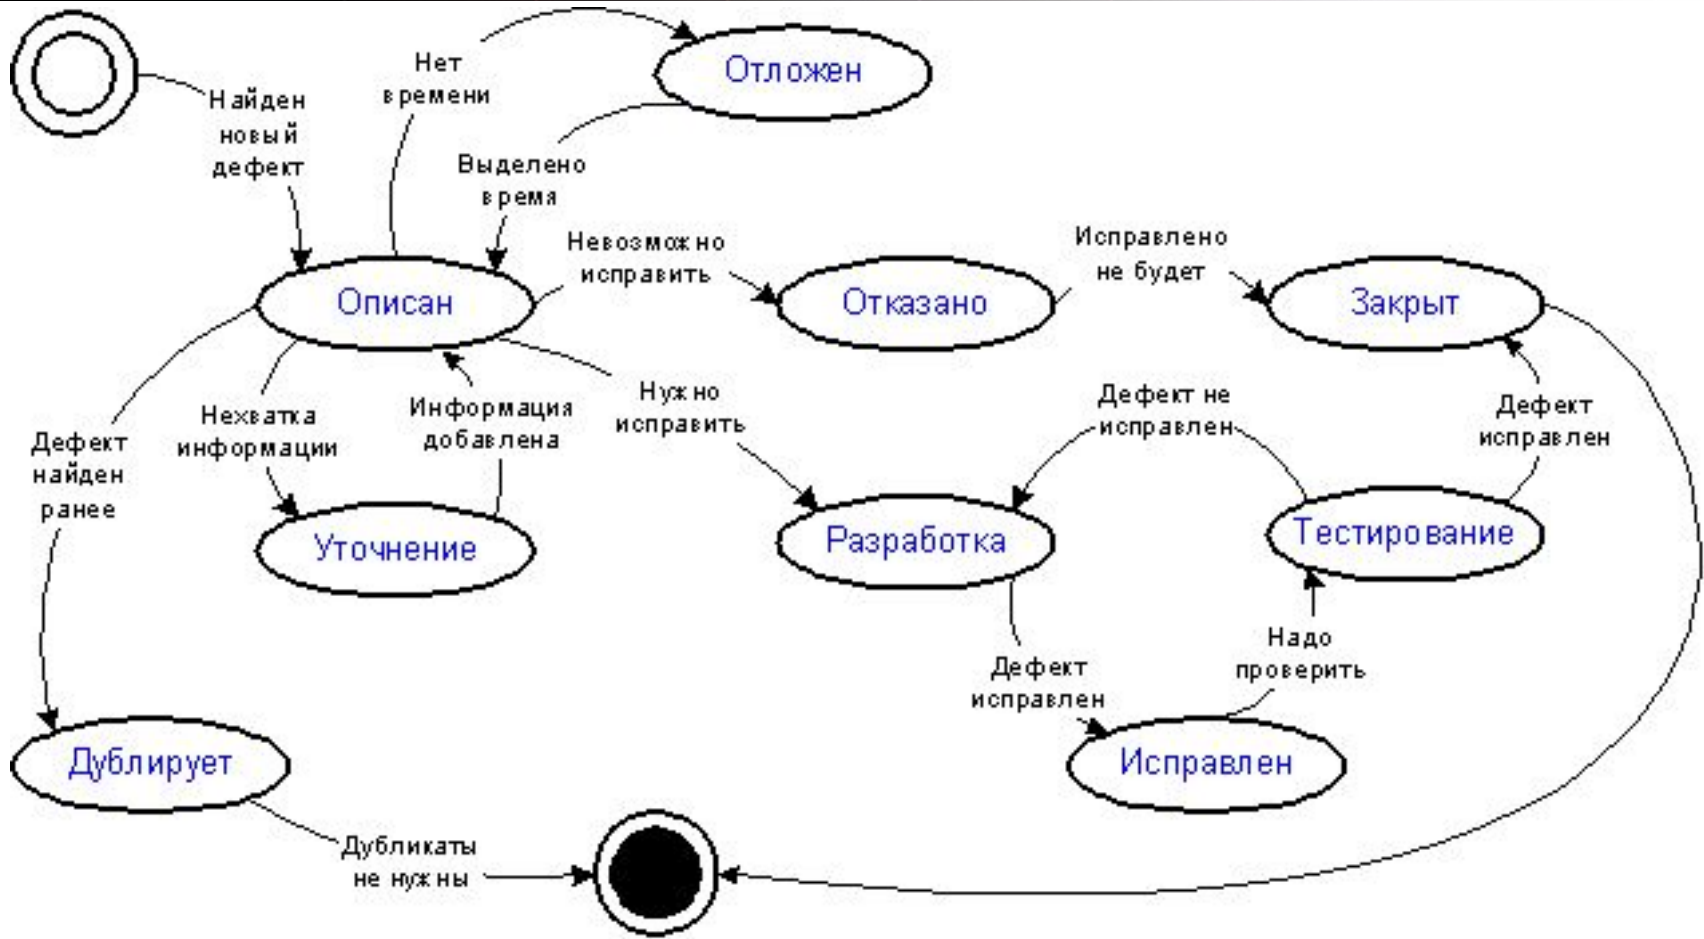 Нет
времени
Отложен
Найден
новый
дефект
Выделено
время
Невозможно
исправить
Исправлено
не будет
Описан
Отказано
Закрыт
Дефект
найден
ранее
Нехватка
информации
Информация
добавлена
Нужно
исправить
Дефект не
исправлен
Дефект
исправлен
Уточнение
Разработка
Тестирование
Дефект
исправлен
Надо
проверить
Дублирует
Исправлен
Дубликаты
не нужны